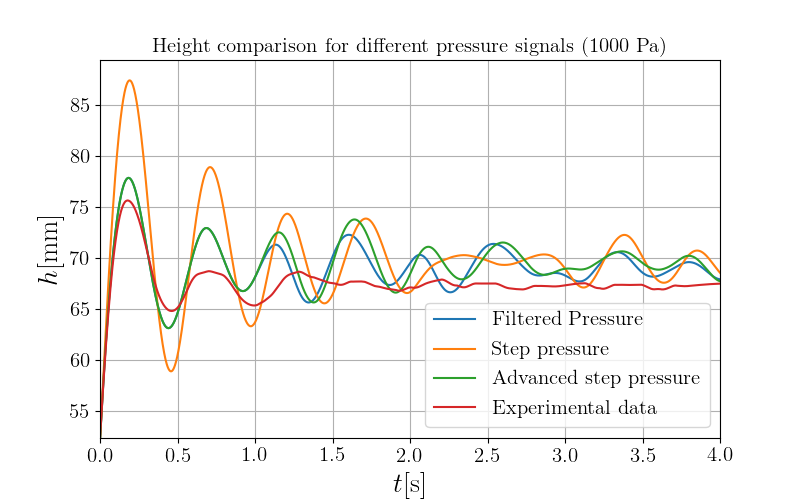 Height comparison for different pressure signals (1000 Pa)
h[mm]
85
80
75
70
65
60
55
0.0 0.5 1.0 1.5 2.0 2.5 3.0 3.5 4.0
t[s]
Filtered Pressure
Step pressure
Advanced step pressure
Experimental data